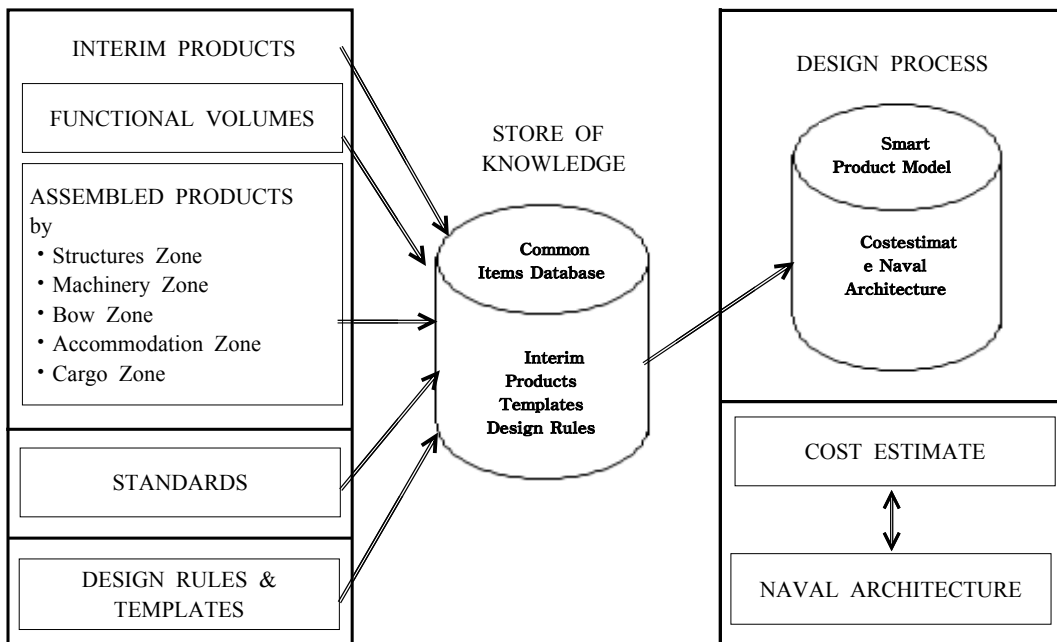 INTERIM PRODUCTS
FUNCTIONAL VOLUMES
ASSEMBLED PRODUCTS
by
・Structures Zone
・Machinery Zone
・Bow Zone
・Accommodation Zone
・Cargo Zone
STANDARDS
DESIGN RULES &
TEMPLATES
STORE OF
KNOWLEDGE
Common
Items Database
Interim
Products
Templates
Design Rules
DESIGN PROCESS
Smart
Product Model
Costestimat
e Naval
Architecture
COST ESTIMATE
NAVAL ARCHITECTURE